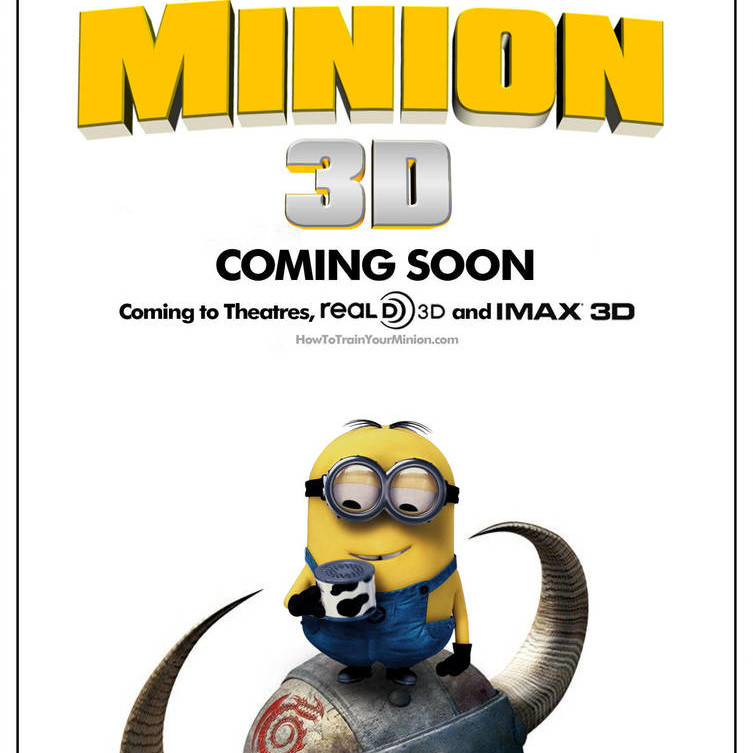 MINION
3D
COMING SOON
Coming to Theatres, REAL D 3D and IMAX 3D
HowToTrainYourMinion.com